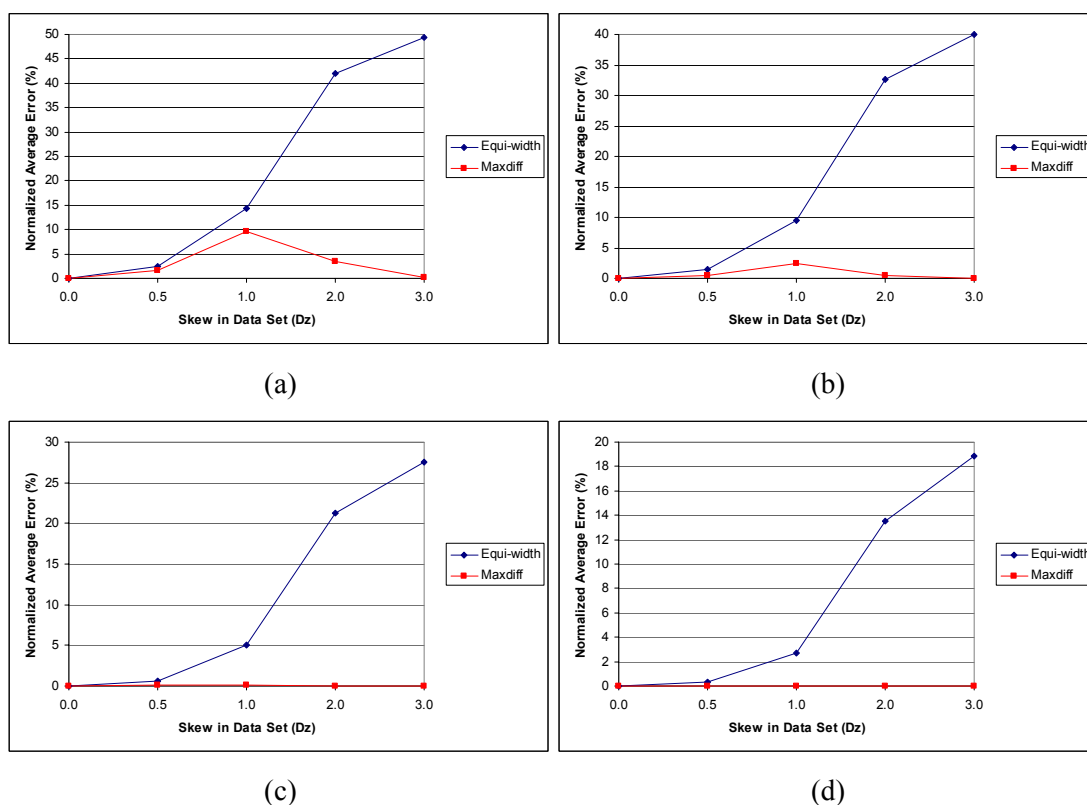 50
45
40
35
30
25
20
15
10
5
0
Normalized Average Error (%)
0.0 0.5 1.0 2.0 3.0
Skew in Data Set (Dz)
Equi-width
Maxdiff
(a)
40
35
30
25
20
15
10
5
0
Normalized Average Error (%)
0.0 0.5 1.0 2.0 3.0
Skew in Data Set (Dz)
Equi-width
Maxdiff
(b)
30
25
20
15
10
5
0
Normalized Average Error (%)
0.0 0.5 1.0 2.0 3.0
Skew in Data Set (Dz)
Equi-width
Maxdiff
(c)
20
18
16
14
12
10
8
6
4
2
0
Normalized Average Error (%)
0.0 0.5 1.0 2.0 3.0
Skew in Data Set (Dz)
Equi-width
Maxdiff
(d)